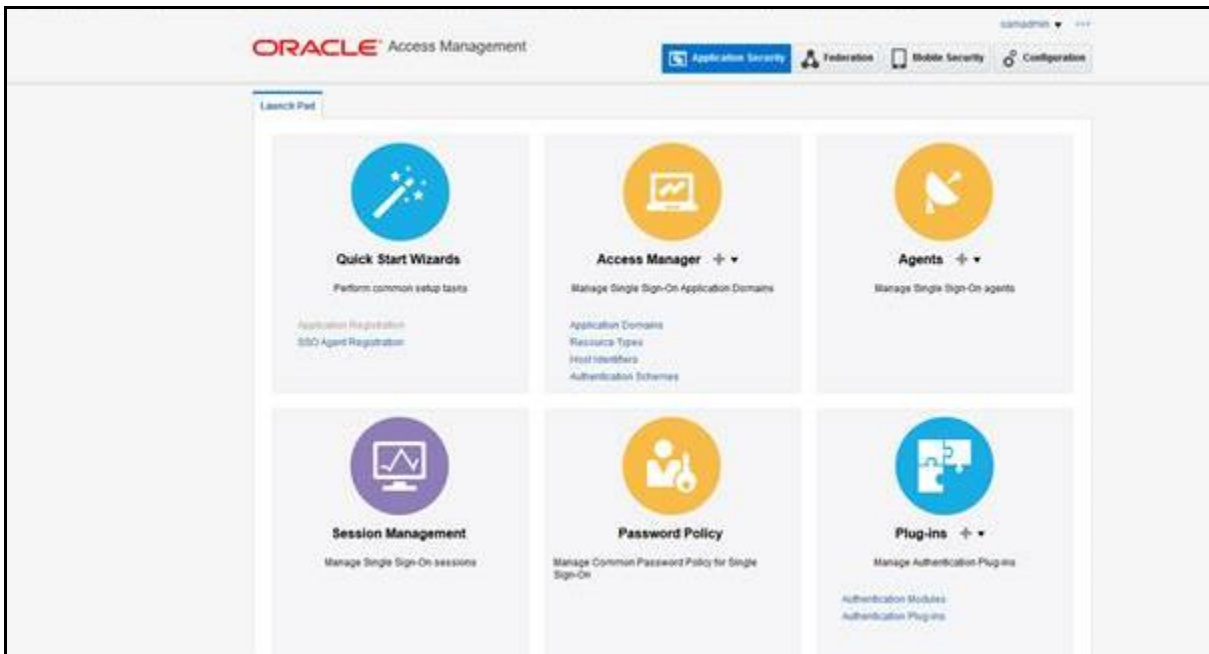 oamadmin
ORACLE Access Management
Application Security Federation Mobile Security Configuration
Launch Pad
Quick Start Wizards
Perform common setup tasks
Application Registration
SSO Agent Registration
Access Manager
Manage Single Sign-On Application Domains
Application Domains
Resource Types
Host Identifiers
Authentication Schemes
Agents
Manage Single Sign-On agents
Session Management
Manage Single Sign-On sessions
Password Policy
Manage Common Password Policy for Single
Sign-On
Plug-ins
Manage Authentication Plug-ins
Authentication Modules
Authentication Plug-ins